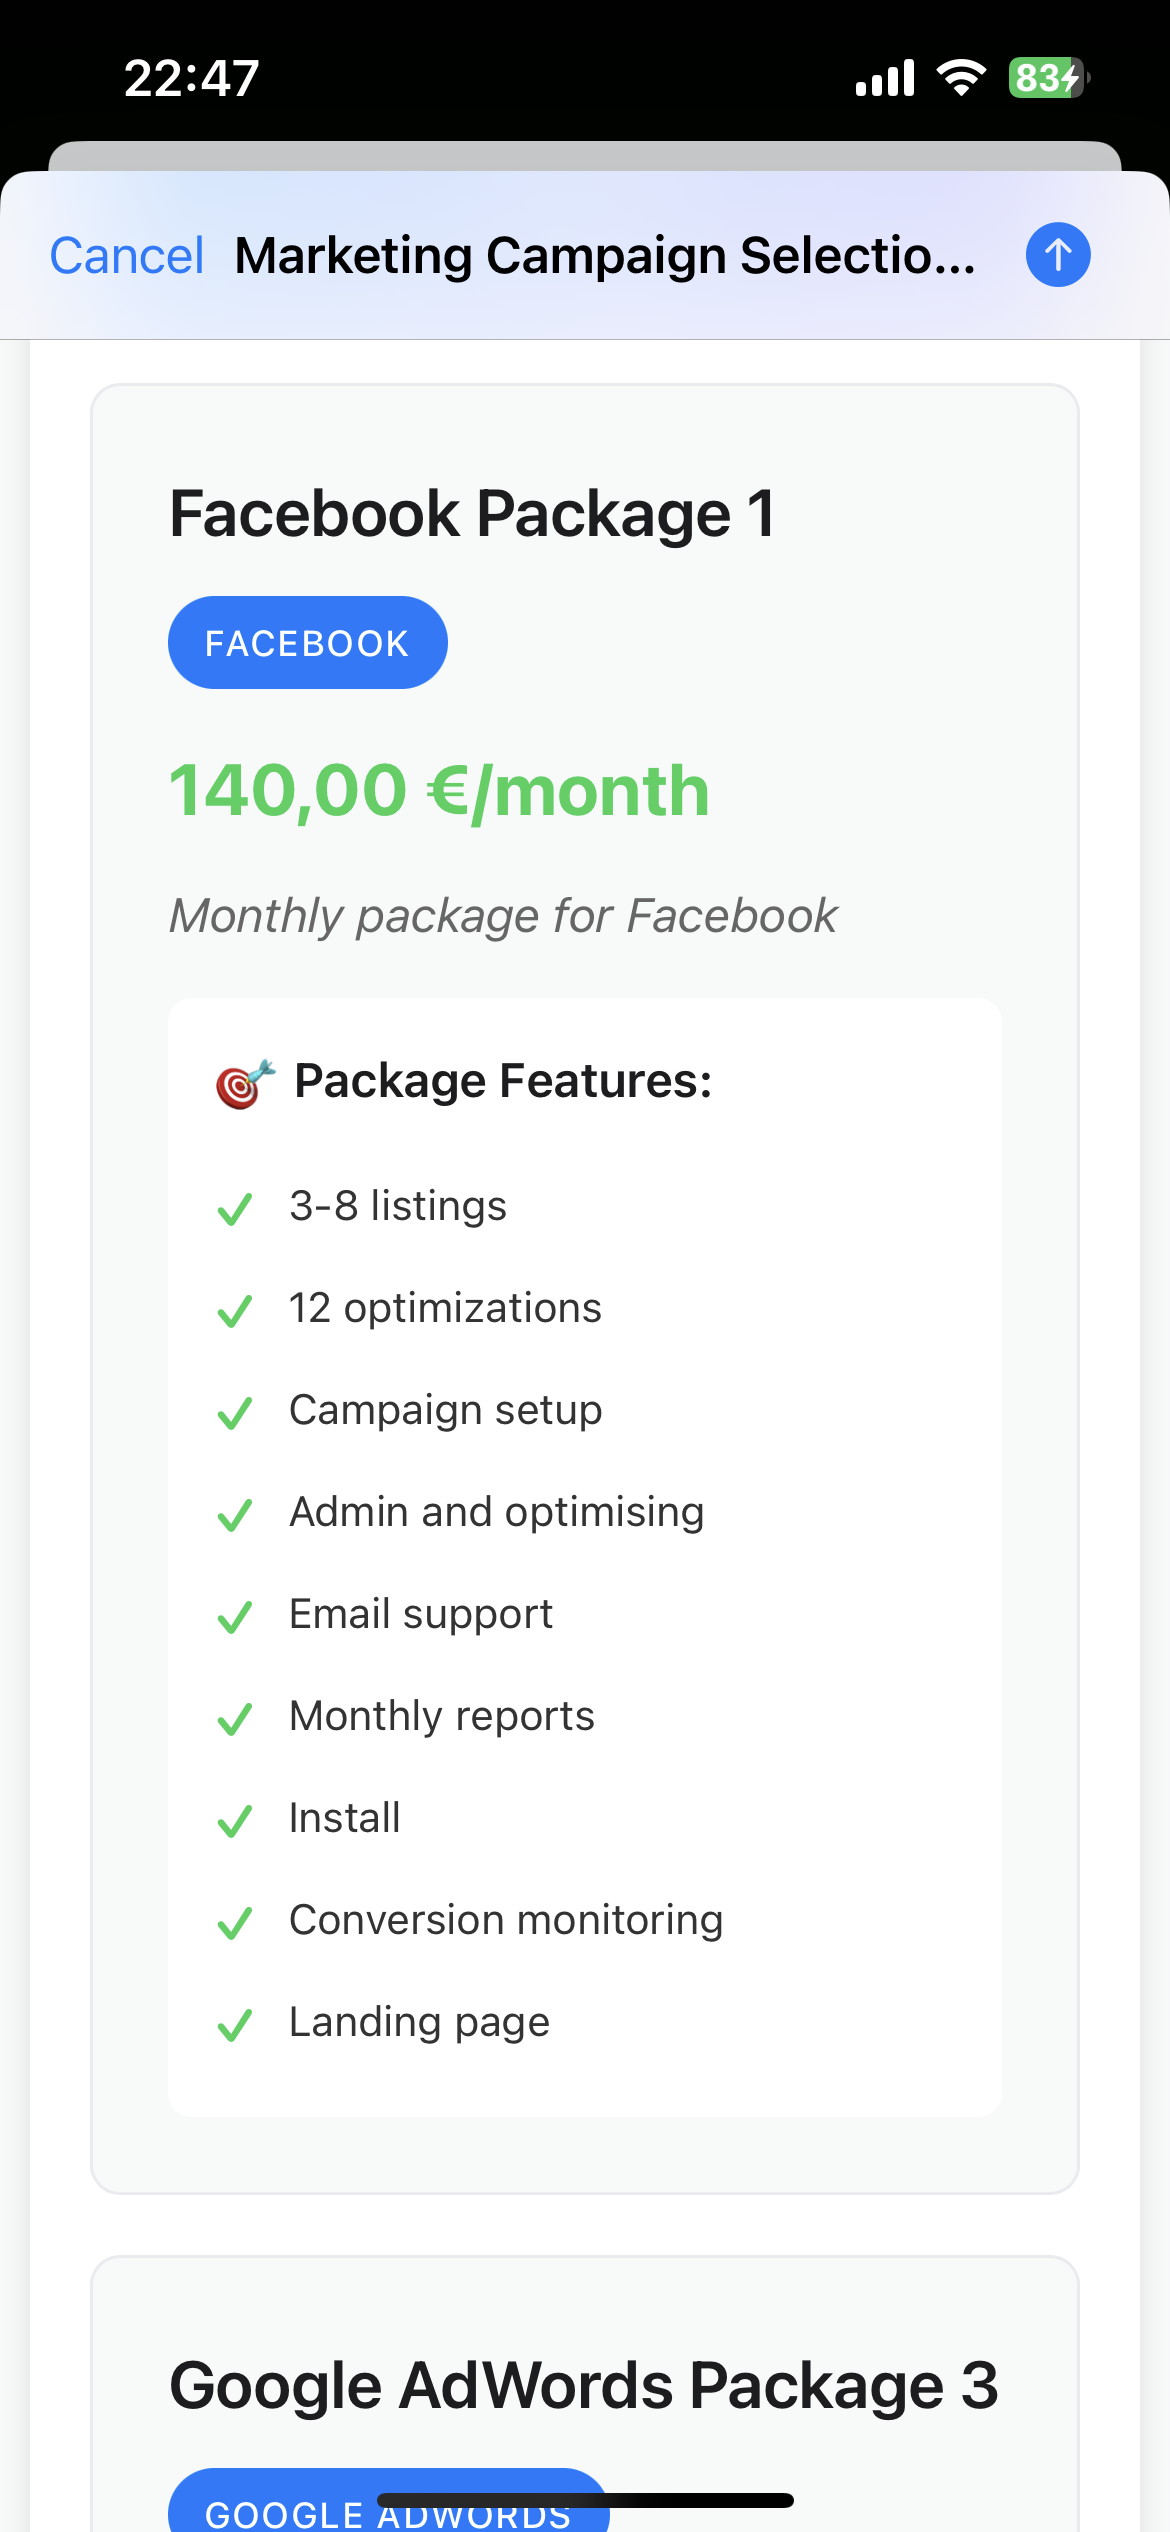 22:47
83
Cancel
Marketing Campaign Selectio...
Facebook Package 1
FACEBOOK
140,00 €/month
Monthly package for Facebook
Package Features:
3-8 listings
12 optimizations
Campaign setup
Admin and optimising
Email support
Monthly reports
Install
Conversion monitoring
Landing page
Google AdWords Package 3
GOOGLE ADWORDS